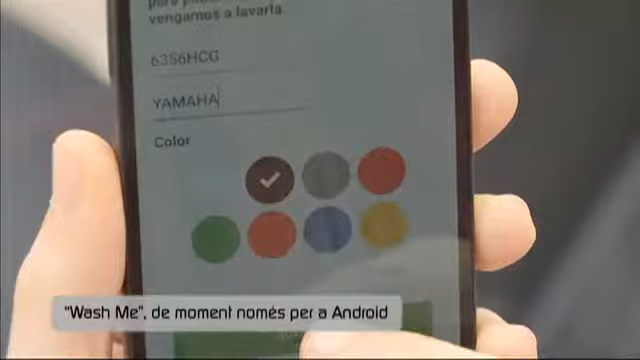 vengamos a lavarla
6356HCG
YAMAHA
Color
"Wash Me", de moment només per a Android